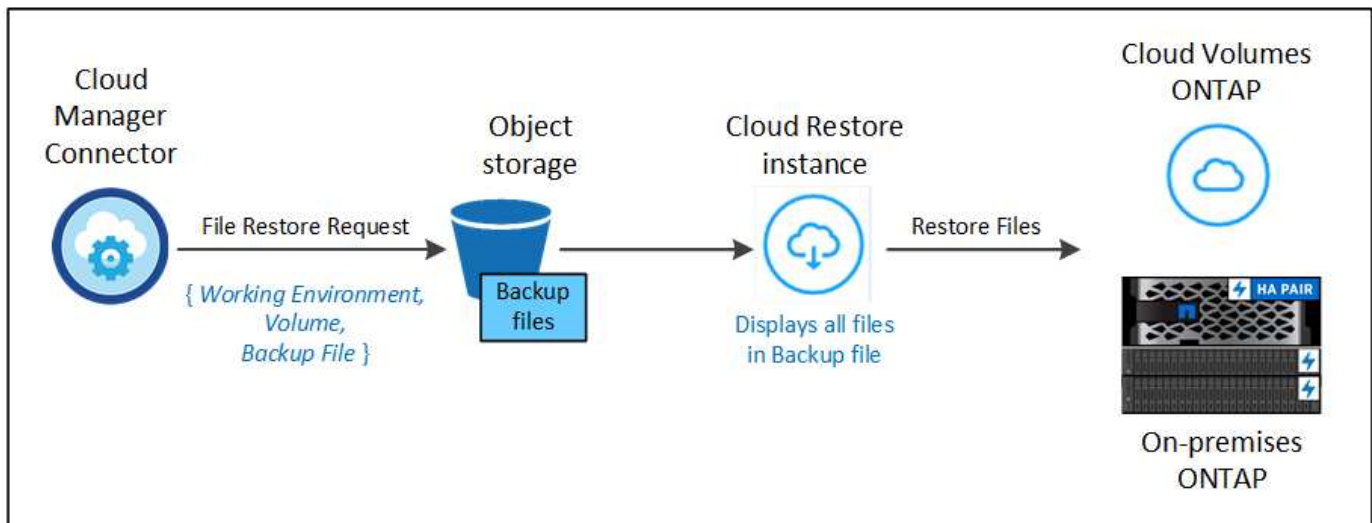 Cloud
Manager
Connector
File Restore Request
{ Working Environment,
Volume,
Backup File }
Object
storage
Backup
files
Cloud Restore
instance
Displays all files
in Backup file
Restore Files
Cloud Volumes
ONTAP
HA PAIR
On-premises
ONTAP